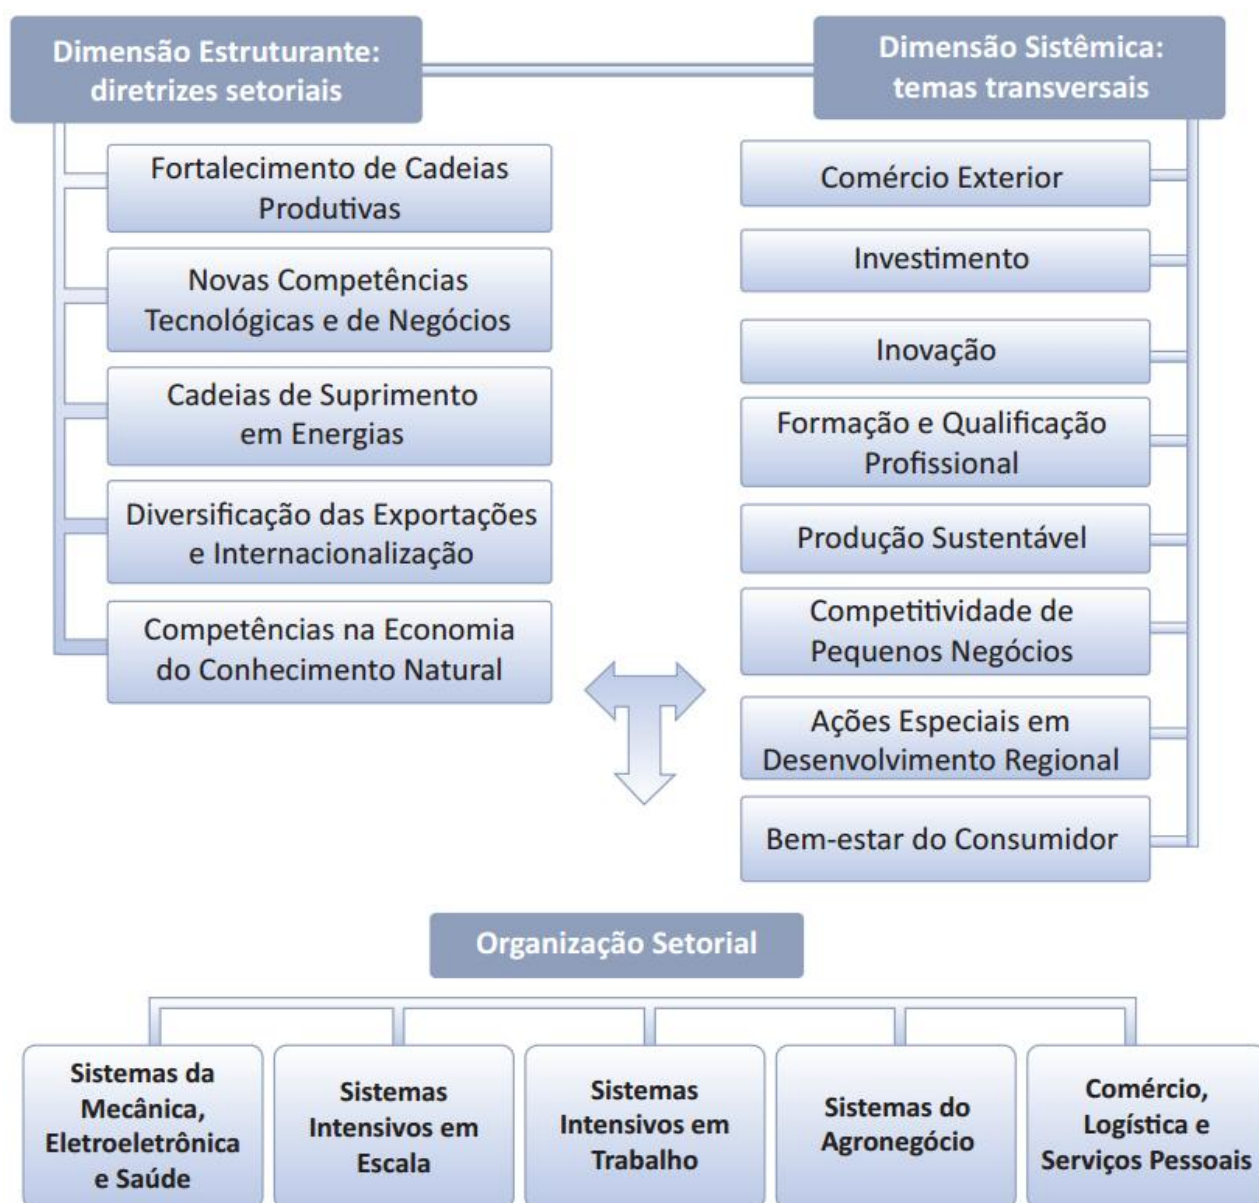 Dimensão Estruturante:
diretrizes setoriais
Fortalecimento de Cadeias
Produtivas
Novas Competências
Tecnológicas e de Negócios
Cadeias de Suprimento
em Energias
Diversificação das Exportações
e Internacionalização
Competências na Economia
do Conhecimento Natural
Dimensão Sistêmica:
temas transversais
Comércio Exterior
Investimento
Inovação
Formação e Qualificação
Profissional
Produção Sustentável
Competitividade de
Pequenos Negócios
Ações Especiais em
Desenvolvimento Regional
Bem-estar do Consumidor
Organização Setorial
Sistemas da
Mecânica,
Eletroeletrônica
e Saúde
Sistemas
Intensivos em
Escala
Sistemas
Intensivos em
Trabalho
Sistemas do
Agronegócio
Comércio,
Logística e
Serviços Pessoais